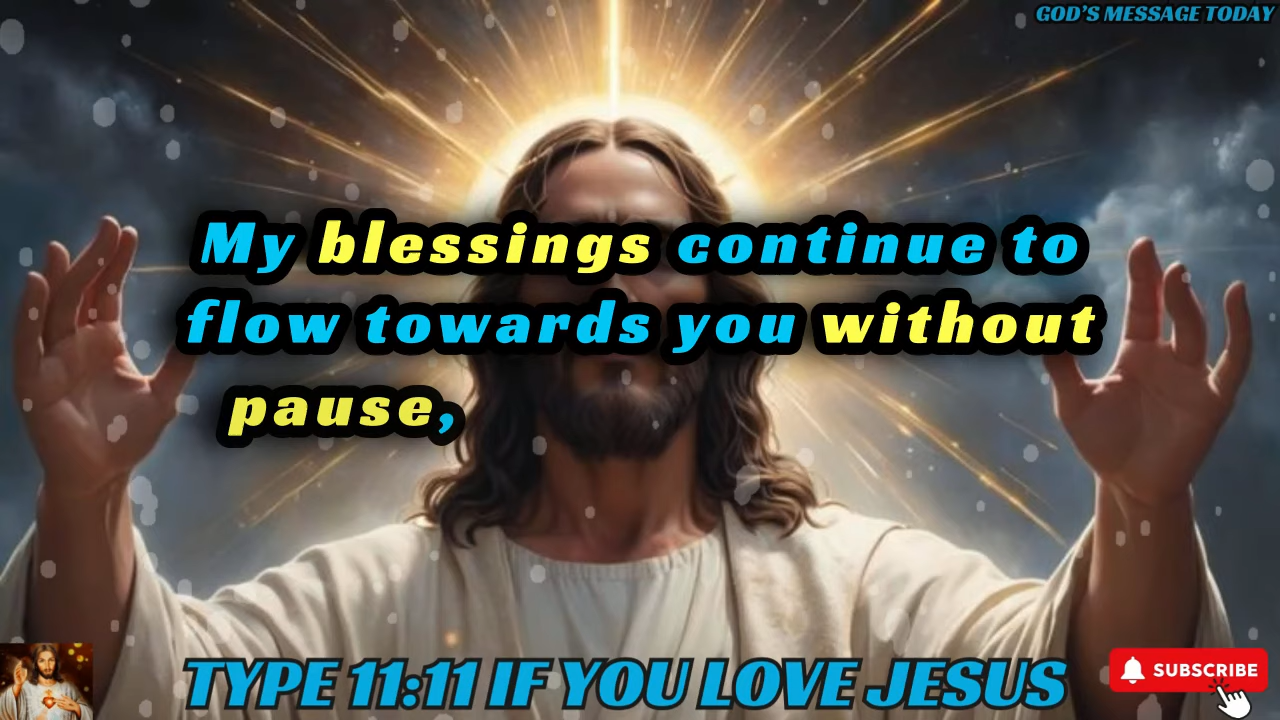 GOD'S MESSAGE TODAY
My blessings continue to
flow towards you without
pause,
TYPE 11:11 IF YOU LOVE JESUS
SUBSCRIBE